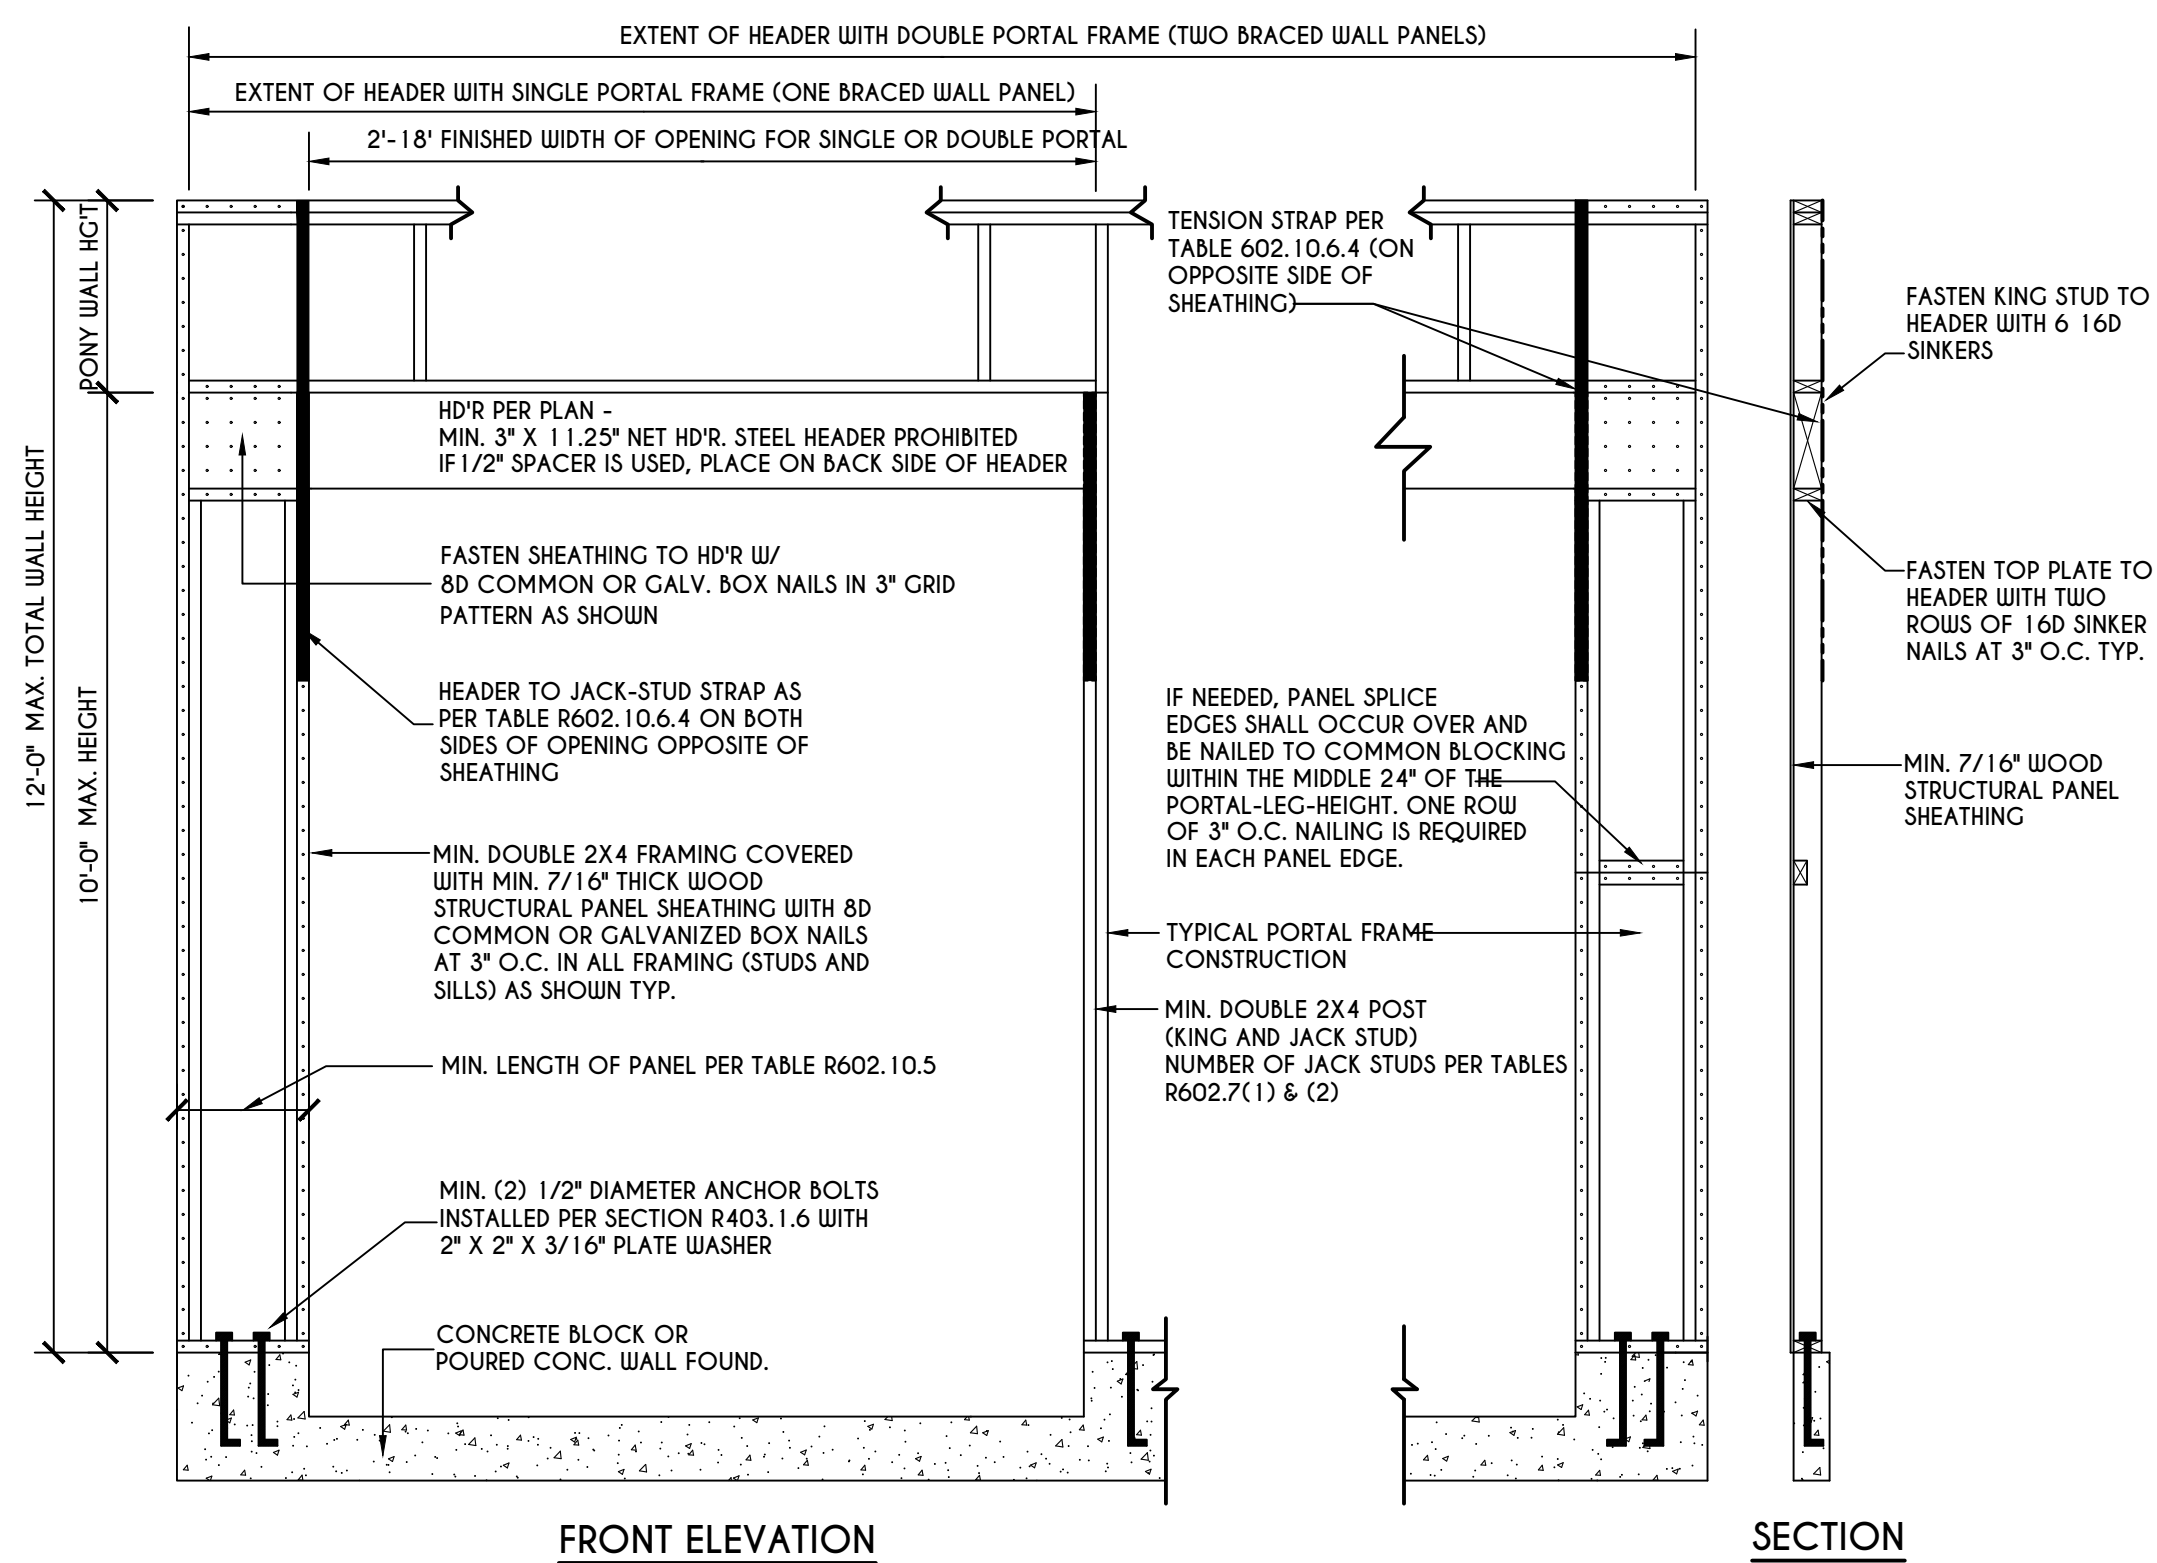 EXTENT OF HEADER WITH DOUBLE PORTAL FRAME (TWO BRACED WALL PANELS)
EXTENT OF HEADER WITH SINGLE PORTAL FRAME (ONE BRACED WALL PANEL)
2'-18' FINISHED WIDTH OF OPENING FOR SINGLE OR DOUBLE PORTAL
12'-0" MAX. TOTAL WALL HEIGHT
PONY WALL HG'T
10'-0" MAX. HEIGHT
HD'R PER PLAN -
MIN. 3" X 11.25" NET HD'R. STEEL HEADER PROHIBITED
IF 1/2" SPACER IS USED, PLACE ON BACK SIDE OF HEADER
FASTEN SHEATHING TO HD'R W/
8D COMMON OR GALV. BOX NAILS IN 3" GRID
PATTERN AS SHOWN
HEADER TO JACK-STUD STRAP AS
PER TABLE R602.10.6.4 ON BOTH
SIDES OF OPENING OPPOSITE OF
SHEATHING
MIN. DOUBLE 2X4 FRAMING COVERED
WITH MIN. 7/16" THICK WOOD
STRUCTURAL PANEL SHEATHING WITH 8D
COMMON OR GALVANIZED BOX NAILS
AT 3" O.C. IN ALL FRAMING (STUDS AND
SILLS) AS SHOWN TYP.
MIN. LENGTH OF PANEL PER TABLE R602.10.5
MIN. (2) 1/2" DIAMETER ANCHOR BOLTS
INSTALLED PER SECTION R403.1.6 WITH
2" X 2" X 3/16" PLATE WASHER
CONCRETE BLOCK OR
POURED CONC. WALL FOUND.
TENSION STRAP PER
TABLE 602.10.6.4 (ON
OPPOSITE SIDE OF
SHEATHING)
IF NEEDED, PANEL SPLICE
EDGES SHALL OCCUR OVER AND
BE NAILED TO COMMON BLOCKING
WITHIN THE MIDDLE 24" OF THE
PORTAL-LEG-HEIGHT. ONE ROW
OF 3" O.C. NAILING IS REQUIRED
IN EACH PANEL EDGE.
TYPICAL PORTAL FRAME
CONSTRUCTION
MIN. DOUBLE 2X4 POST
(KING AND JACK STUD)
NUMBER OF JACK STUDS PER TABLES
R602.7(1) & (2)
FASTEN KING STUD TO
HEADER WITH 6 16D
SINKERS
FASTEN TOP PLATE TO
HEADER WITH TWO
ROWS OF 16D SINKER
NAILS AT 3" O.C. TYP.
MIN. 7/16" WOOD
STRUCTURAL PANEL
SHEATHING
FRONT ELEVATION
SECTION